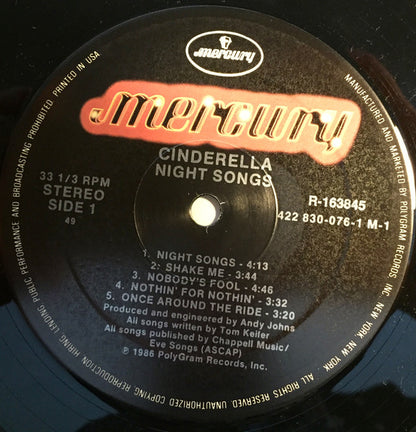 mercury
mercury
CINDERELLA
NIGHT SONGS
33 1/3 RPM
STEREO
SIDE 1
49
R-163845
422 830-076-1 M-1
1. NIGHT SONGS - 4:13
2: SHAKE ME - 3:44
3. NOBODY'S FOOL - 4:46
4. NOTHIN' FOR NOTHIN' - 3:32
5. ONCE AROUND THE RIDE - 3:20
Produced and engineered by Andy Johns
All songs written by Tom Keifer
All songs published by Chappell Music/
Eve Songs (ASCAP)
℗ 1986 PolyGram Records, Inc.
MANUFACTURED AND MARKETED BY POLYGRAM RECORDS INC. NEW YORK, NEW YORK
ALL RIGHTS RESERVED. UNAUTHORIZED COPYING, REPRODUCTION, HIRING, LENDING, PUBLIC PERFORMANCE AND BROADCASTING PROHIBITED. PRINTED IN USA